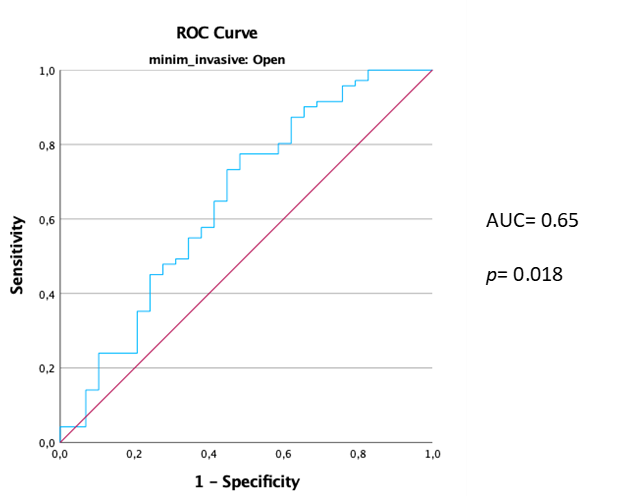 ROC Curve
minim_invasive: Open
1,0
0,8
0,6
0,4
0,2
0,0
Sensitivity
0,0 0,2 0,4 0,6 0,8 1,0
1 - Specificity
AUC= 0.65
p= 0.018